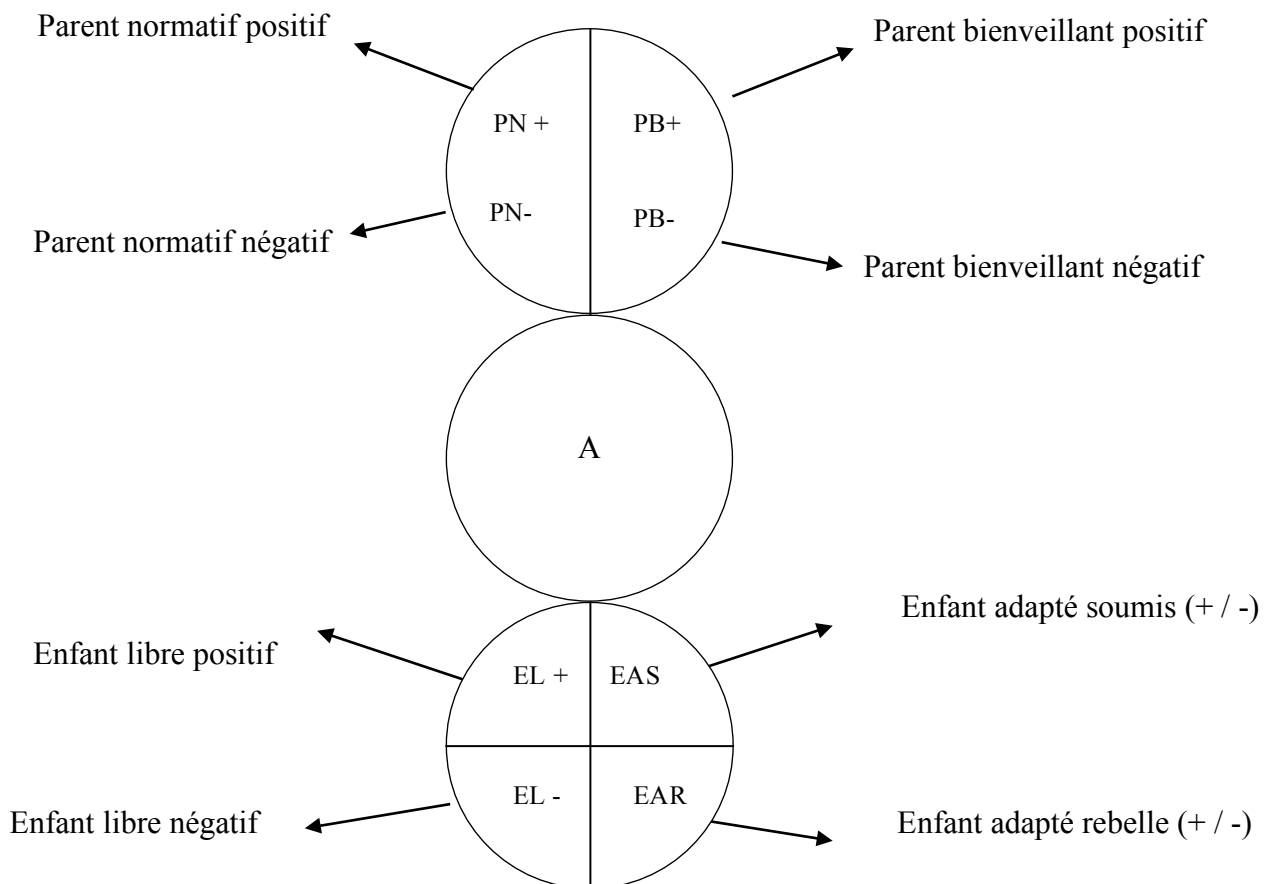 Parent normatif positif
Parent bienveillant positif
PN +
PB+
PN-
PB-
Parent normatif négatif
Parent bienveillant négatif
A
Enfant adapté soumis (+ / -)
Enfant libre positif
EL +
EAS
EL -
EAR
Enfant libre négatif
Enfant adapté rebelle (+ / -)